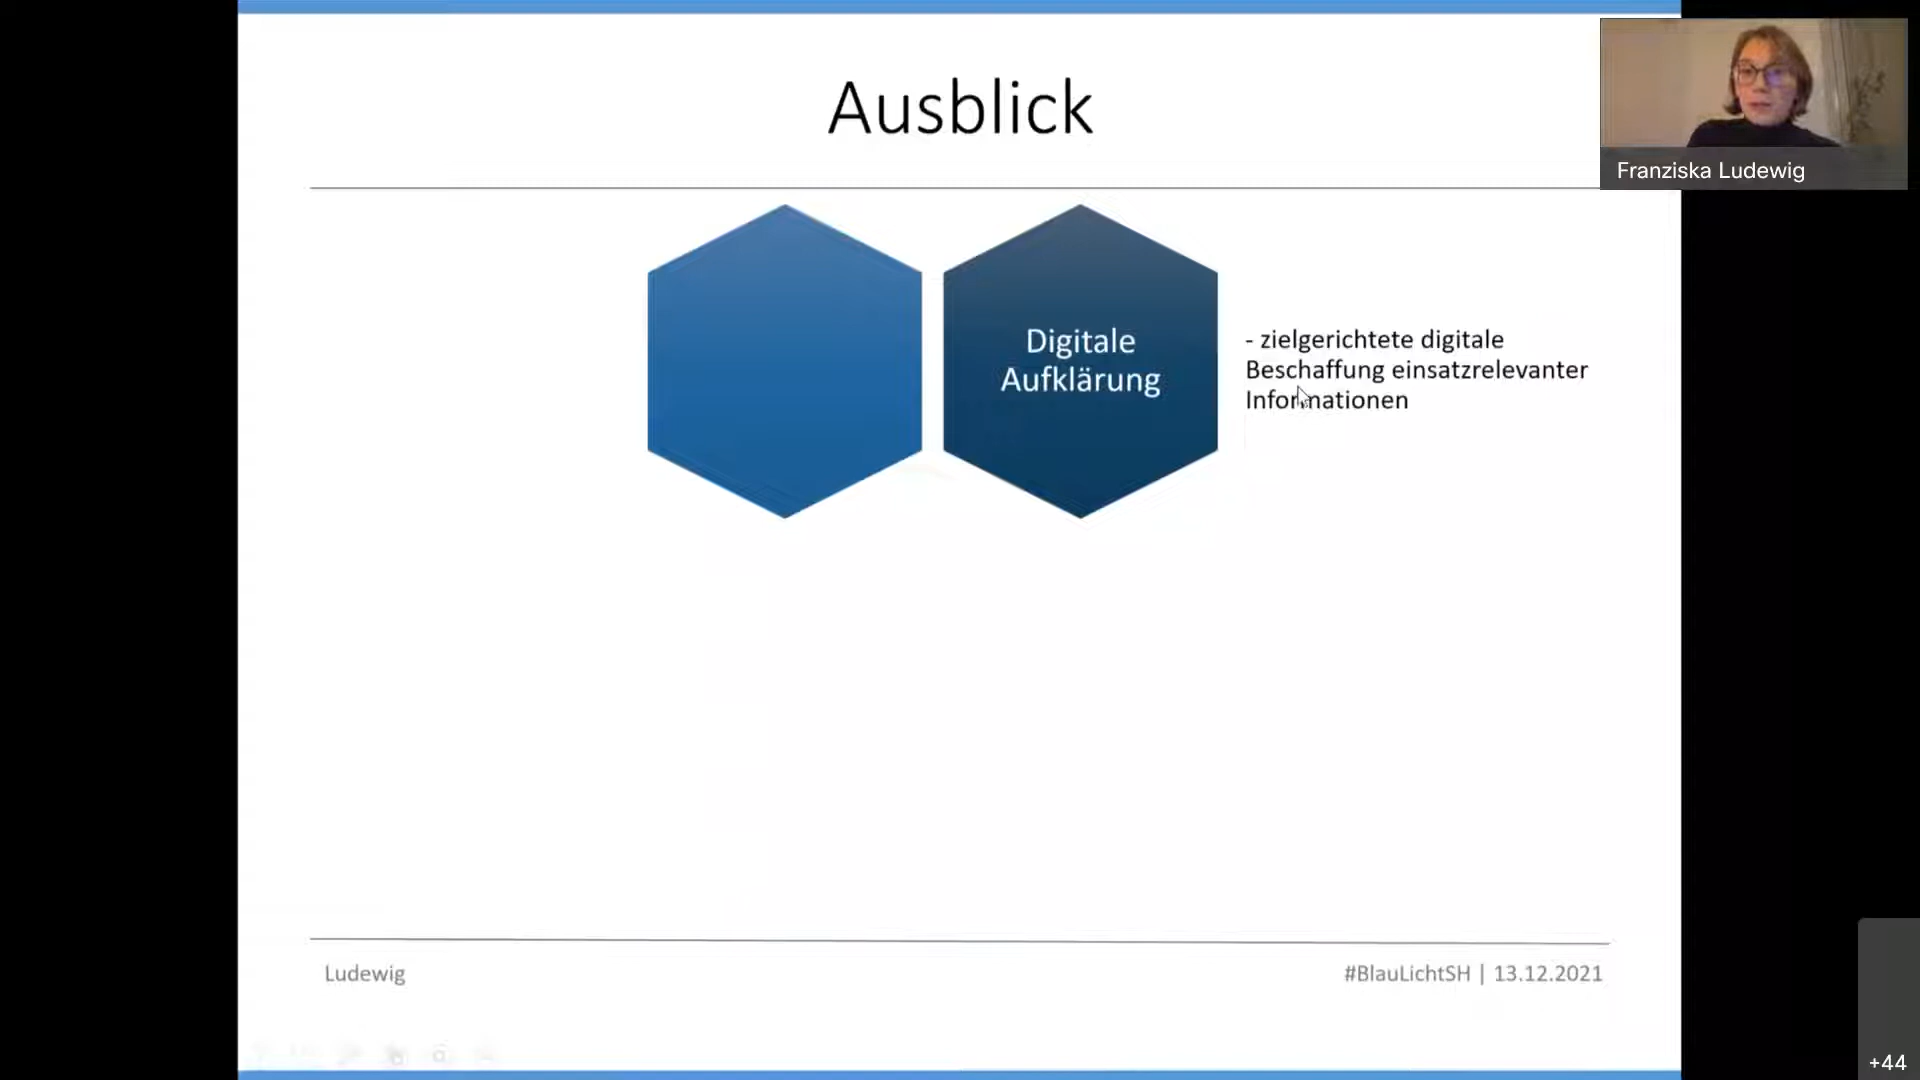 Ausblick
Franziska Ludewig
Digitale
Aufklärung
- zielgerichtete digitale
Beschaffung einsatzrelevanter
Informationen
Ludewig
#BlauLichtSH | 13.12.2021
+44